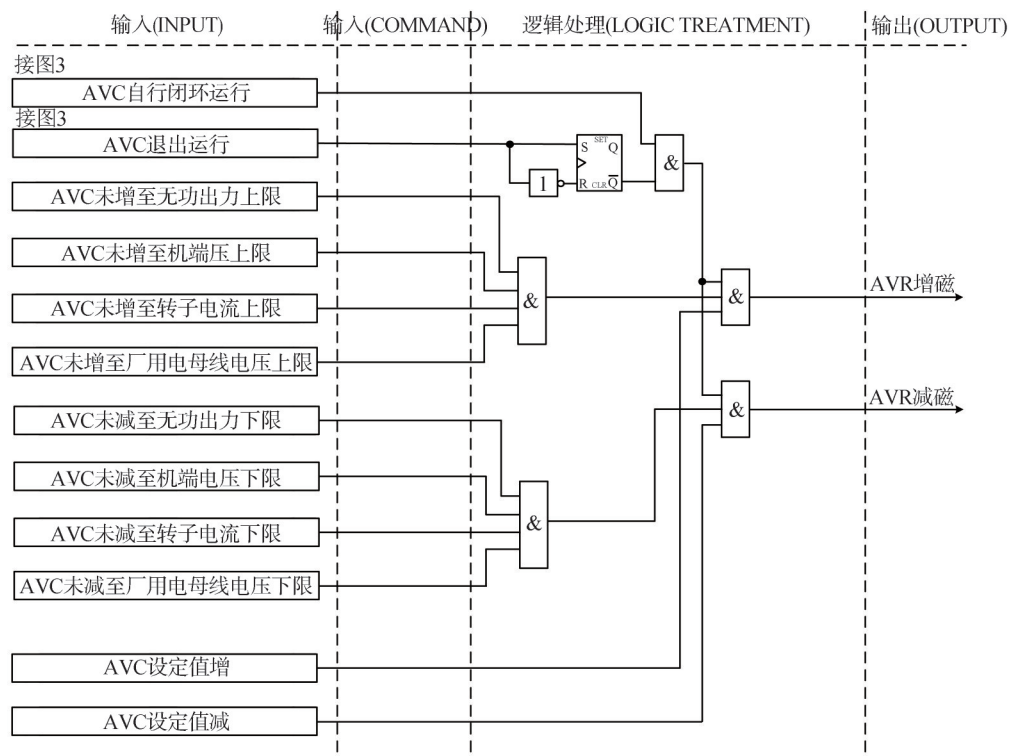 输入(INPUT)
输入(COMMAND)
逻辑处理(LOGIC TREATMENT)
输出(OUTPUT)
接图3
AVC自行闭环运行
接图3
AVC退出运行
S SET Q
R CLR Q̅
1
&
AVC未增至无功出力上限
AVC未增至机端压上限
&
&
AVR增磁
AVC未增至转子电流上限
AVC未增至厂用电母线电压上限
&
AVR减磁
AVC未减至无功出力下限
AVC未减至机端电压下限
&
AVC未减至转子电流下限
AVC未减至厂用电母线电压下限
AVC设定值增
AVC设定值减